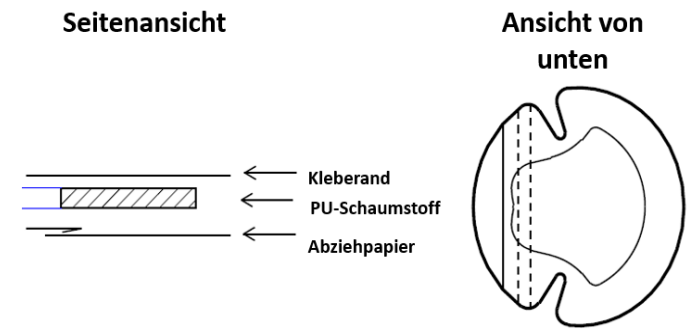 Seitenansicht
Ansicht von
unten
Kleberand
PU-Schaumstoff
Abziehpapier